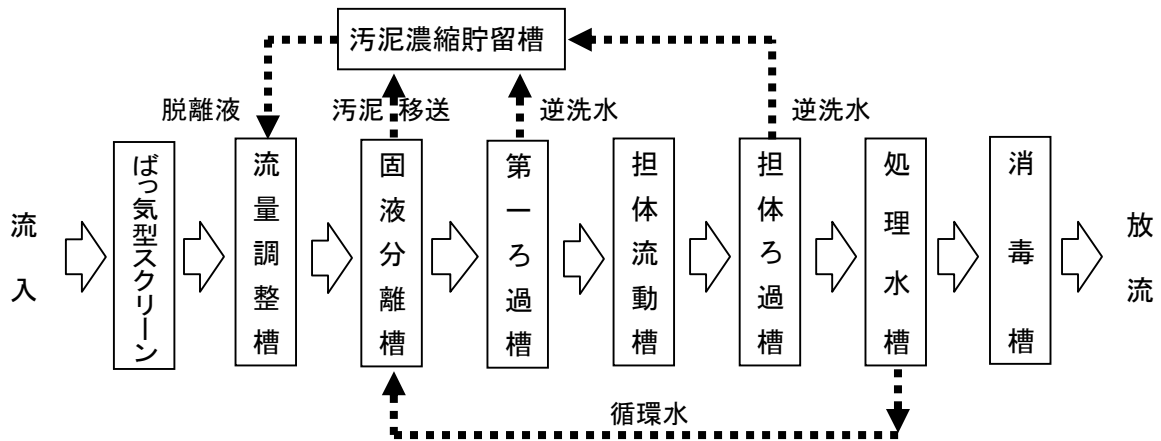 汚泥濃縮貯留槽
脱離液
汚泥 移送
逆洗水
逆洗水
流入
ばっ気型スクリーン
流量調整槽
固液分離槽
第一ろ過槽
担体流動槽
担体ろ過槽
処理水槽
消毒槽
放流
循環水